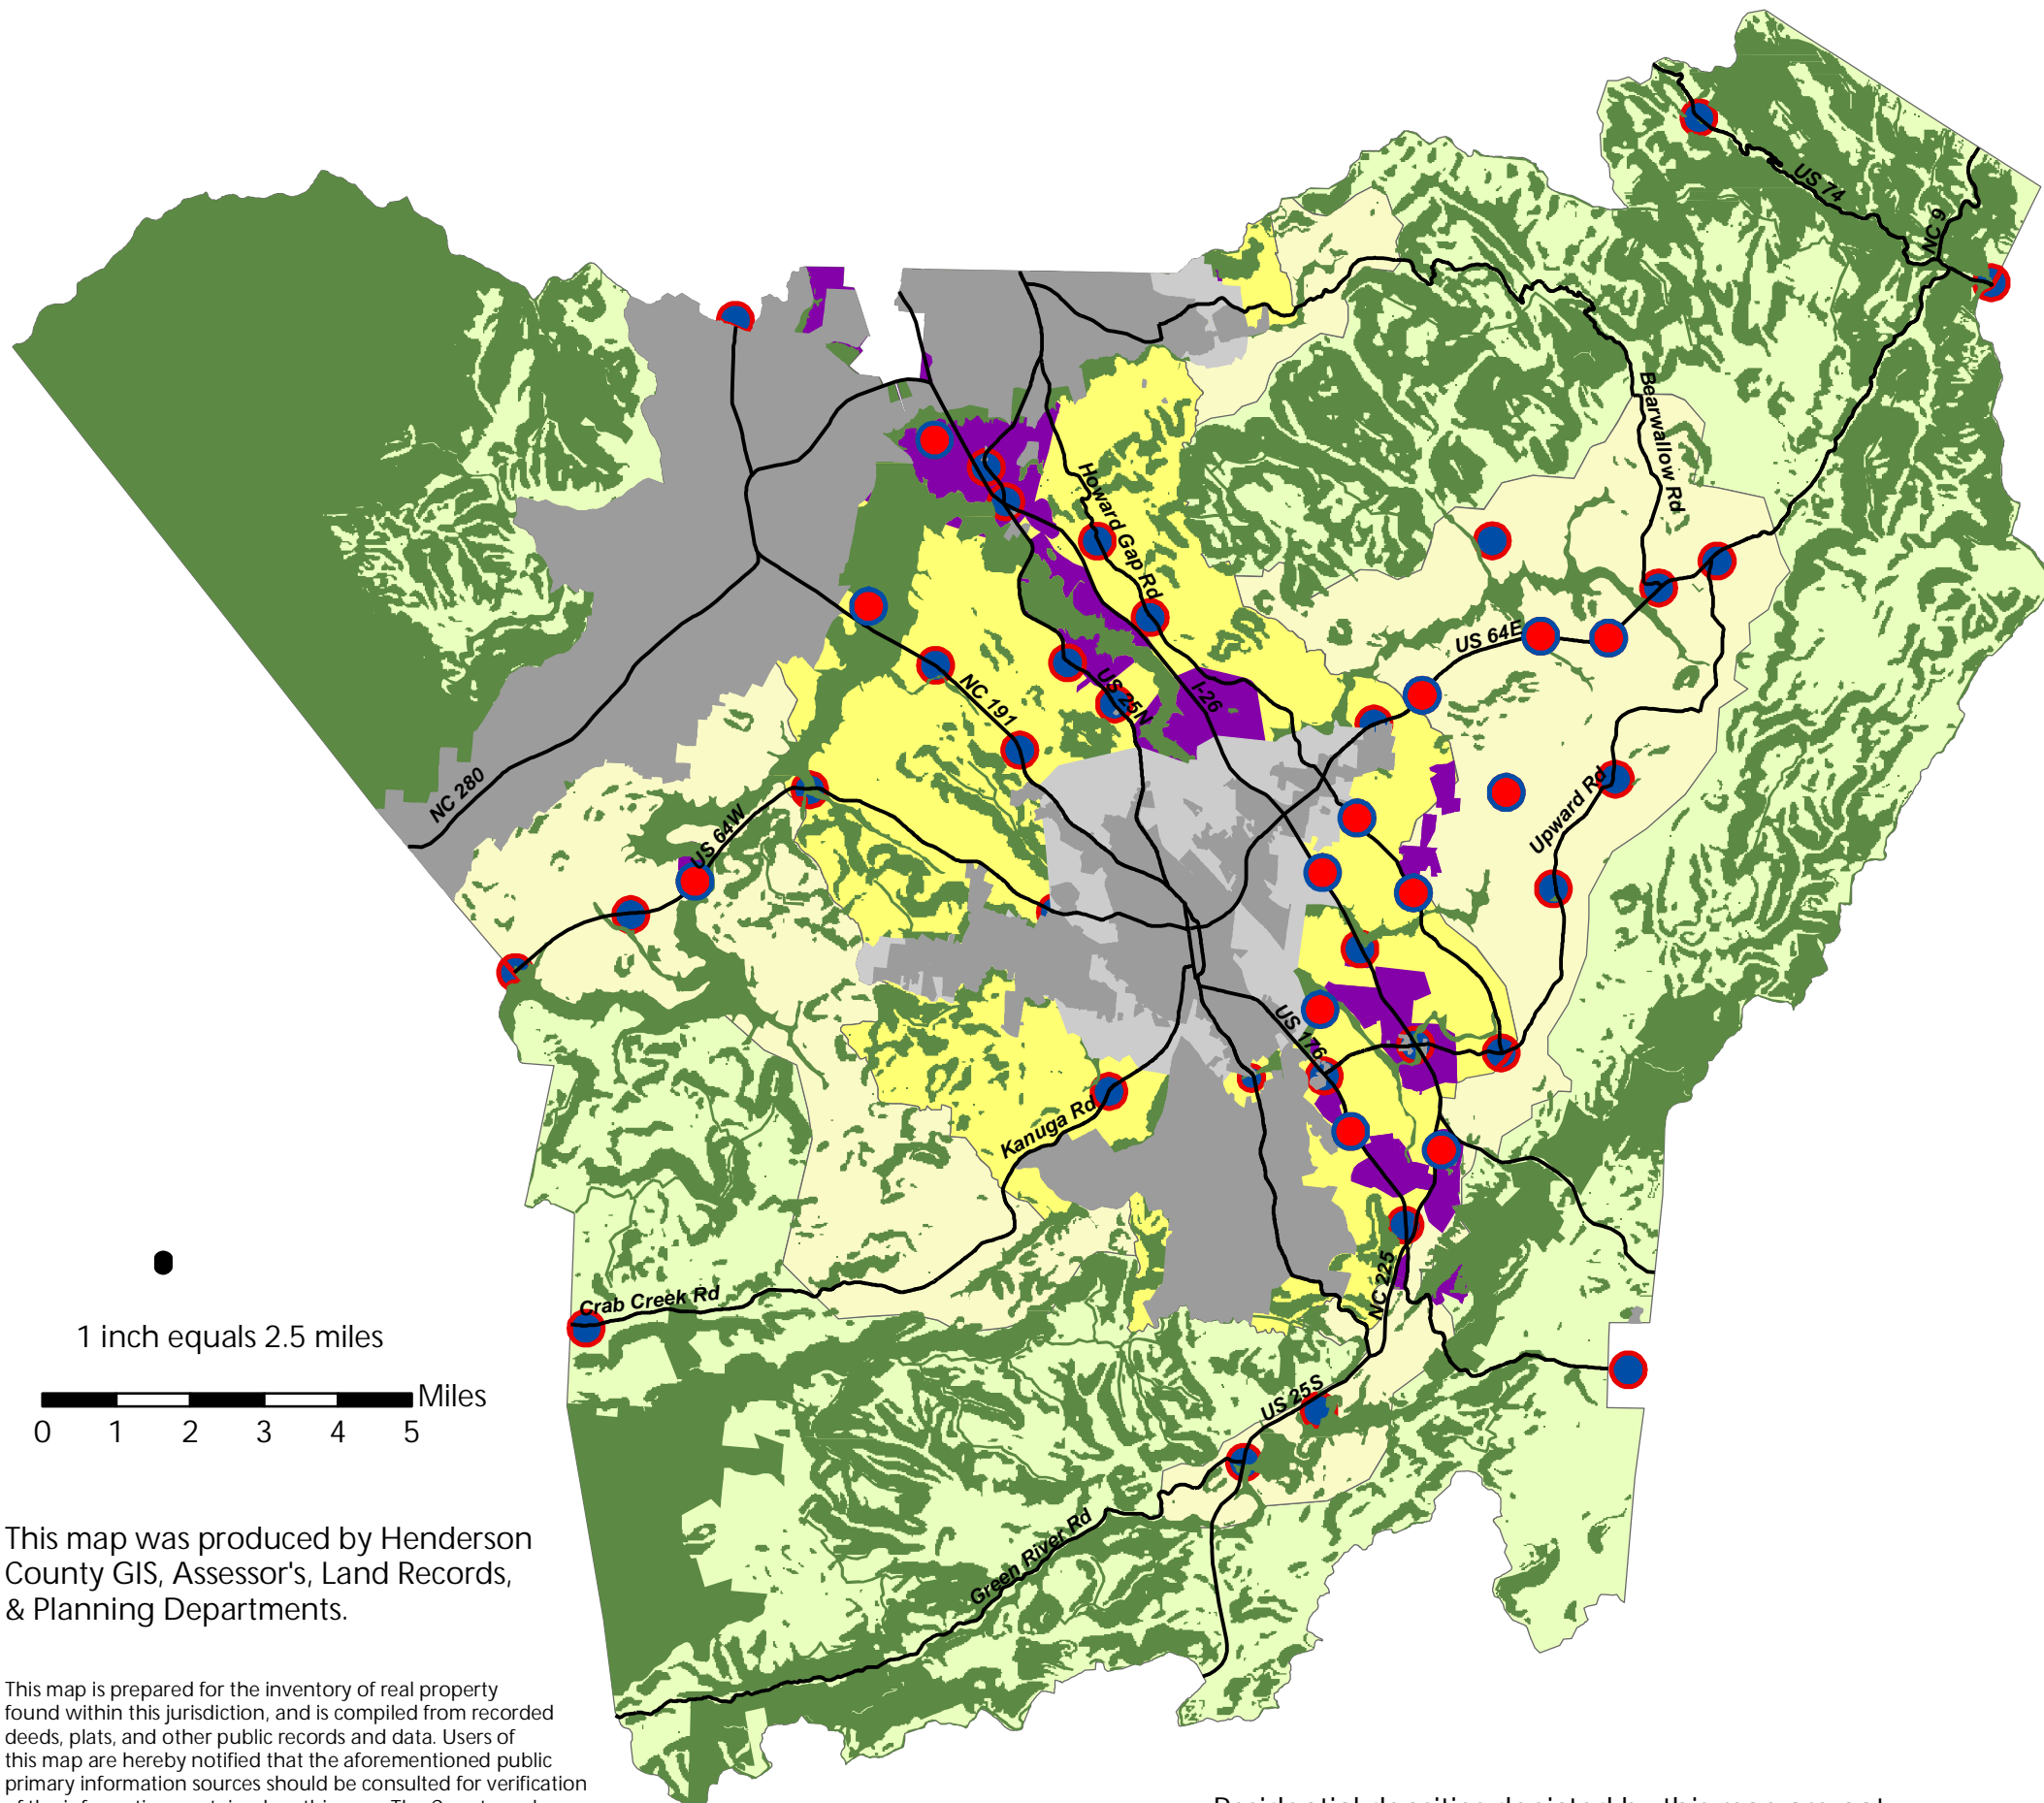 US 74
NC 9
Bearwallow Rd
Howard Gap Rd
US 64E
NC 191
US 25N
I-26
NC 280
US 64W
Upward Rd
US 176
Kanuga Rd
NC 225
Crab Creek Rd
US 25S
Green River Rd
1 inch equals 2.5 miles
Miles
0 1 2 3 4 5
This map was produced by Henderson
County GIS, Assessor's, Land Records,
& Planning Departments.
This map is prepared for the inventory of real property
found within this jurisdiction, and is compiled from recorded
deeds, plats, and other public records and data. Users of
this map are hereby notified that the aforementioned public
primary information sources should be consulted for verification